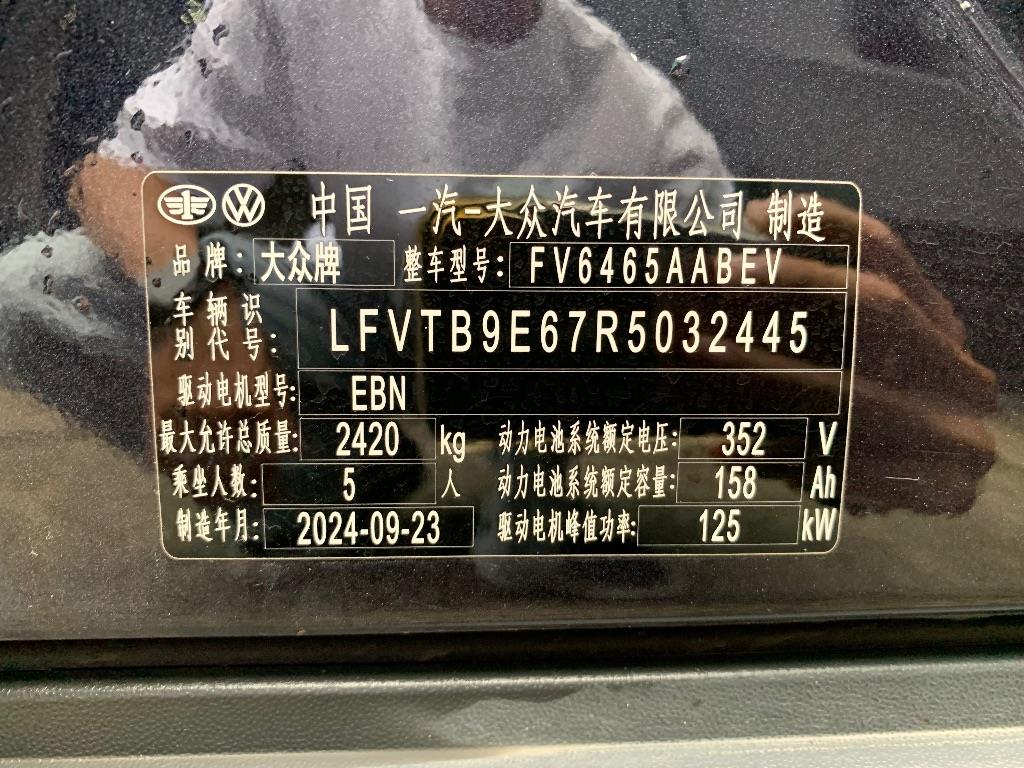 中国 一汽-大众汽车有限公司 制造
品牌: 大众牌 整车型号: FV6465AABEV
车辆识别代号: LFVTB9E67R5032445
驱动电机型号: EBN
最大允许总质量: 2420 kg 动力电池系统额定电压: 352 V
乘坐人数: 5 人 动力电池系统额定容量: 158 Ah
制造年月: 2024-09-23 驱动电机峰值功率: 125 kW